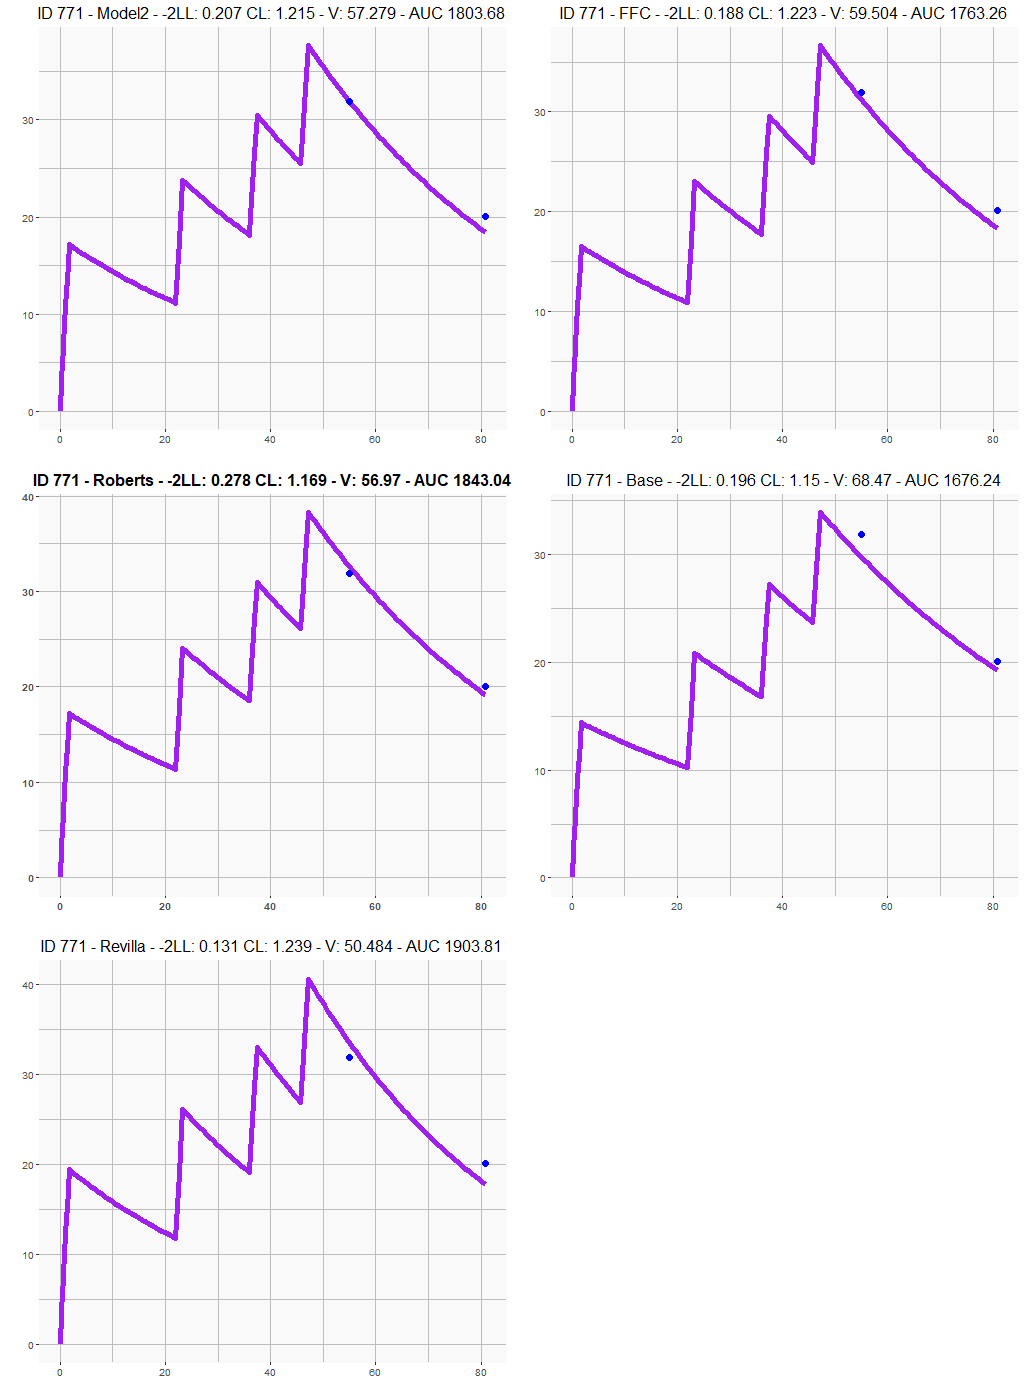 ID 771 - Model2 - -2LL: 0.207 CL: 1.215 - V: 57.279 - AUC 1803.68
30
20
10
0
0 20 40 60 80
ID 771 - FFC - -2LL: 0.188 CL: 1.223 - V: 59.504 - AUC 1763.26
30
20
10
0
0 20 40 60 80
ID 771 - Roberts - -2LL: 0.278 CL: 1.169 - V: 56.97 - AUC 1843.04
40
30
20
10
0
0 20 40 60 80
ID 771 - Base - -2LL: 0.196 CL: 1.15 - V: 68.47 - AUC 1676.24
30
20
10
0
0 20 40 60 80
ID 771 - Revilla - -2LL: 0.131 CL: 1.239 - V: 50.484 - AUC 1903.81
40
30
20
10
0
0 20 40 60 80